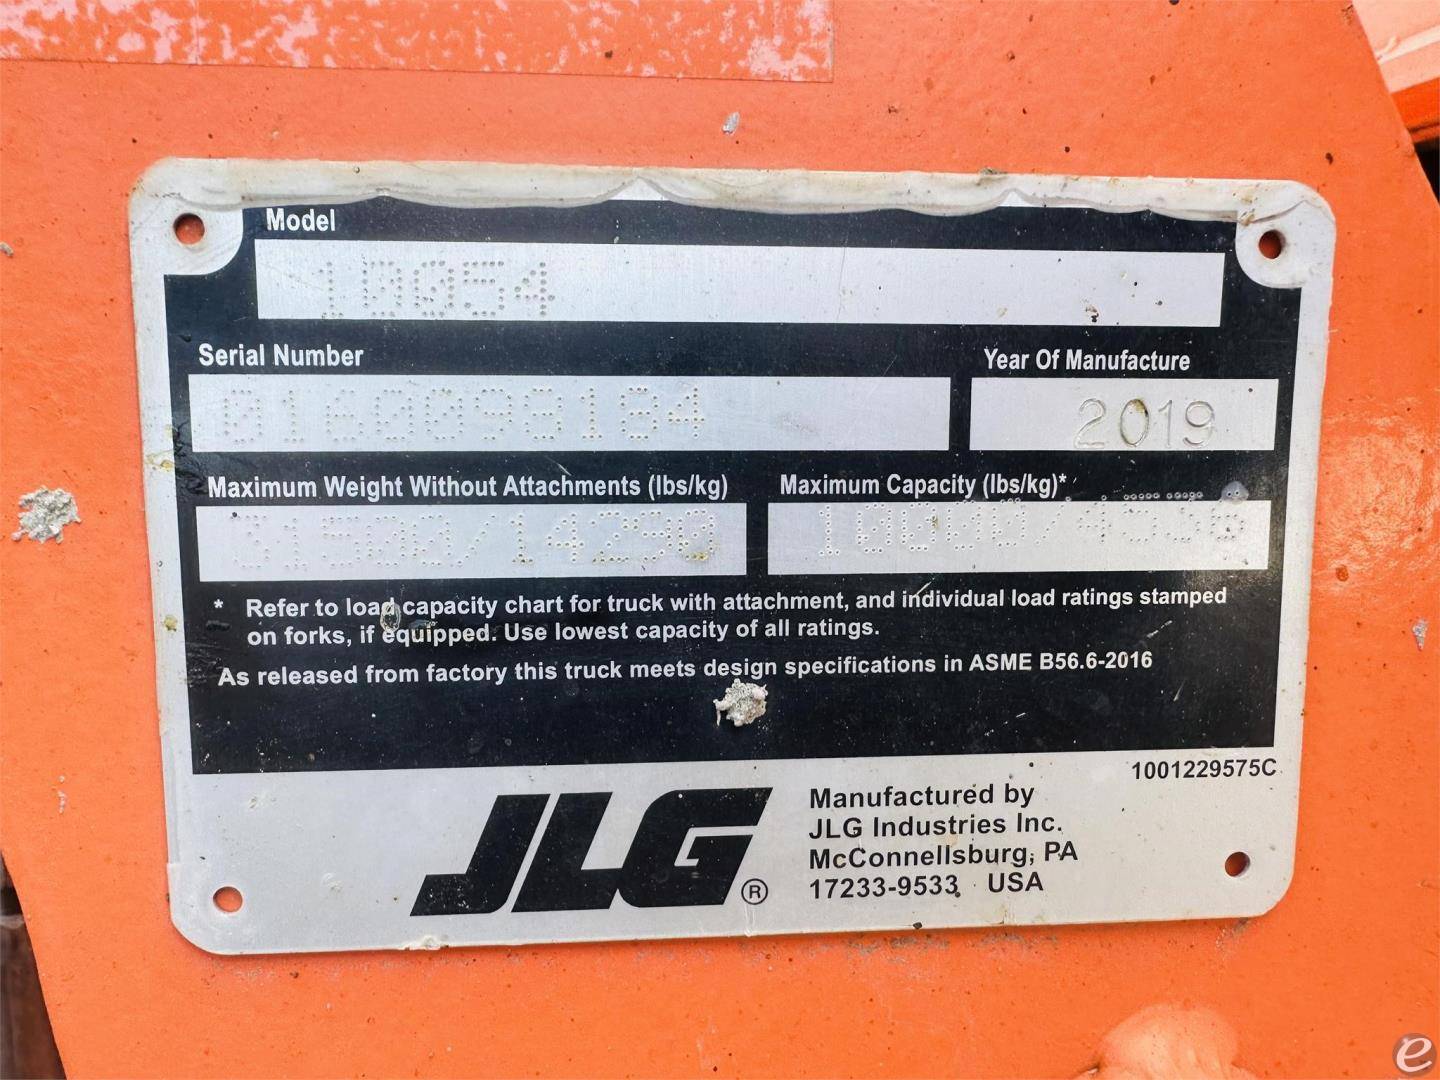 Model
10054
Serial Number
0160098184
Year Of Manufacture
2019
Maximum Weight Without Attachments (lbs/kg)
31500/14290
Maximum Capacity (lbs/kg)*
10000/4536
* Refer to load capacity chart for truck with attachment, and individual load ratings stamped
on forks, if equipped. Use lowest capacity of all ratings.
As released from factory this truck meets design specifications in ASME B56.6-2016
1001229575C
JLG®
Manufactured by
JLG Industries Inc.
McConnellsburg, PA
17233-9533 USA
e